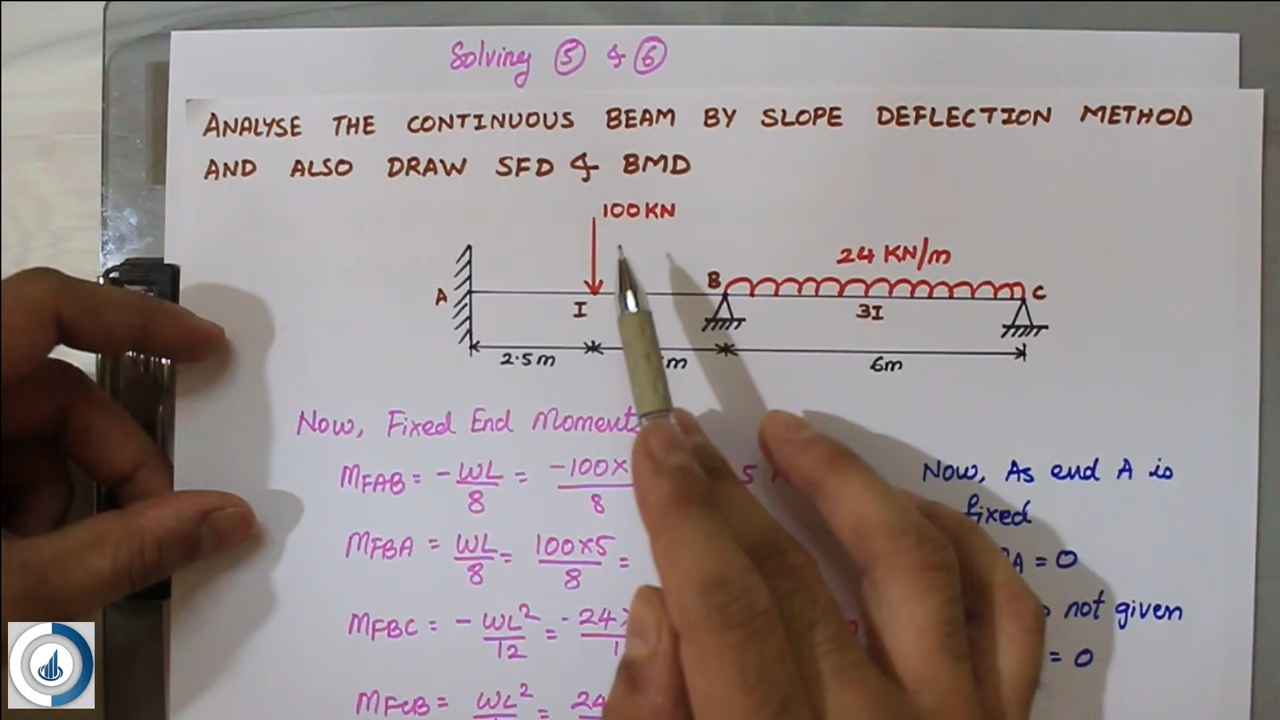 Solving ⑤ & ⑥
ANALYSE THE CONTINUOUS BEAM BY SLOPE DEFLECTION METHOD
AND ALSO DRAW SFD & BMD
100 KN
24 KN/m
A
B
C
I
3I
2.5m
m
6m
Now, Fixed End Moment
MFAB = -WL/8 = -100×/8
MFBA = WL/8 = 100×5/8 =
MFBC = -WL²/12 = -24
MFCB = WL²/ = 24
Now, As end A is
fixed
A = 0
not given
= 0